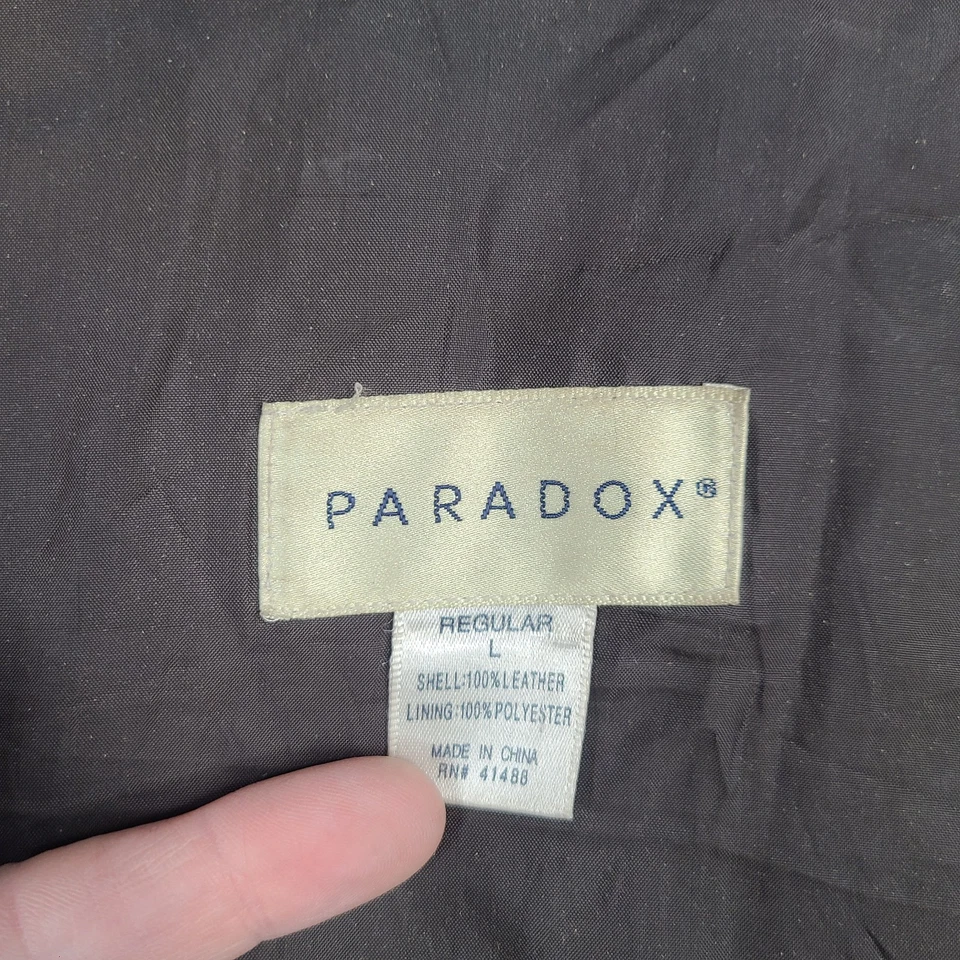 PARADOX®
REGULAR
L
SHELL:100%LEATHER
LINING:100%POLYESTER
MADE IN CHINA
RN# 41488